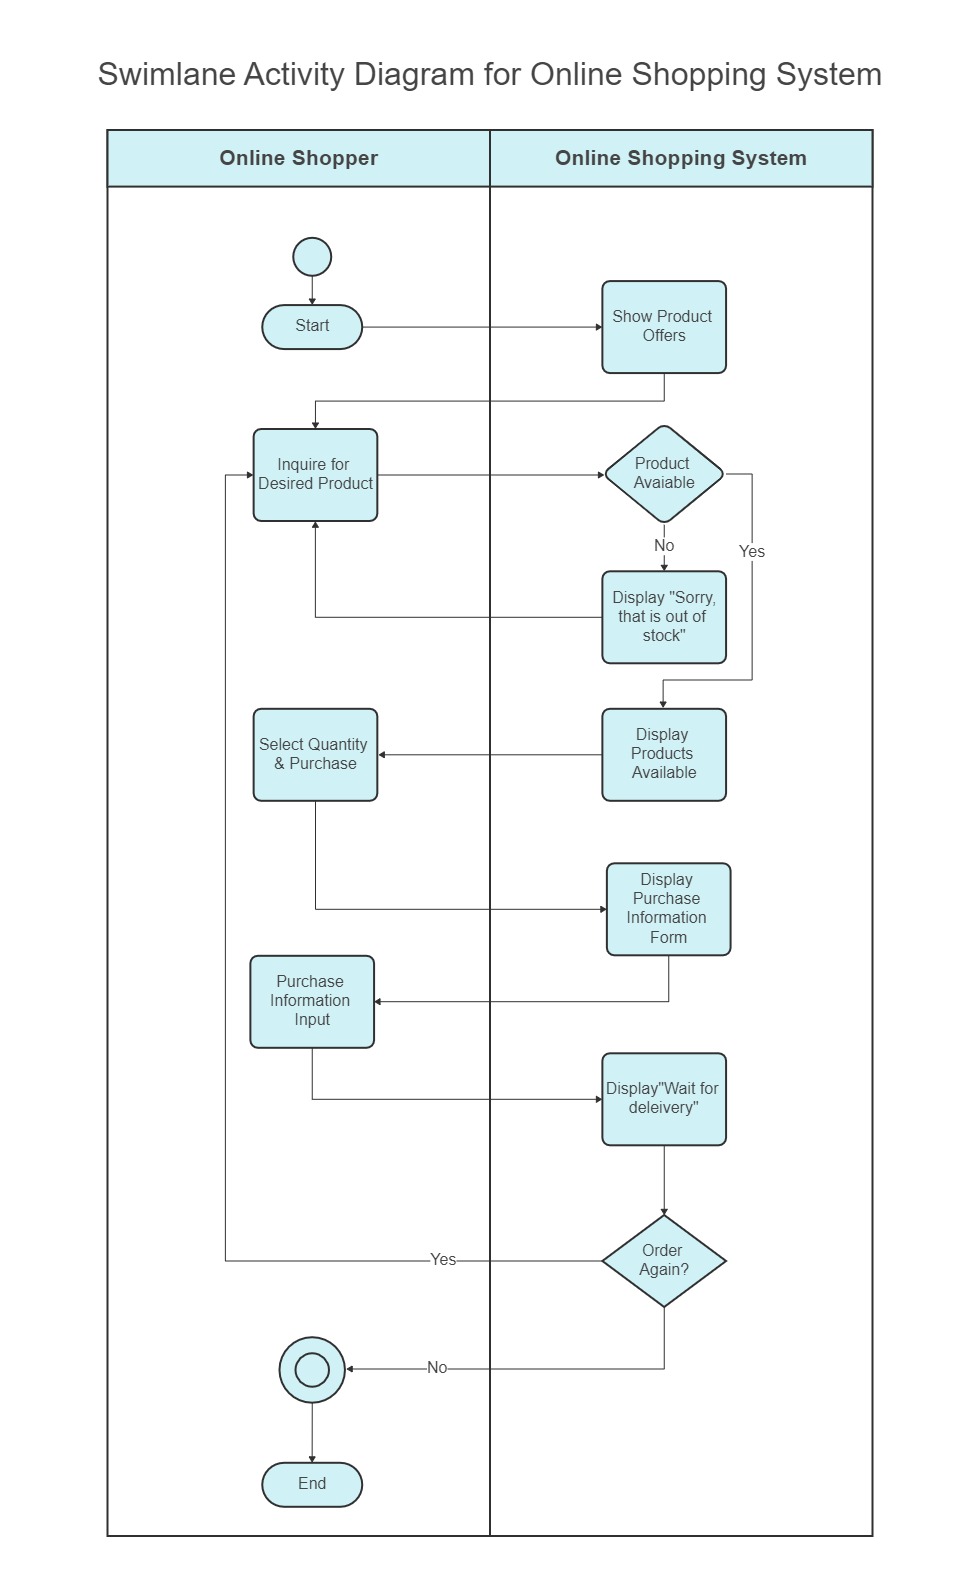 Swimlane Activity Diagram for Online Shopping System
Online Shopper
Online Shopping System
Start
Show Product
Offers
Inquire for
Desired Product
Product
Avaiable
No
Yes
Display "Sorry,
that is out of
stock"
Select Quantity
& Purchase
Display
Products
Available
Display
Purchase
Information
Form
Purchase
Information
Input
Display"Wait for
deleivery"
Order
Again?
Yes
No
End